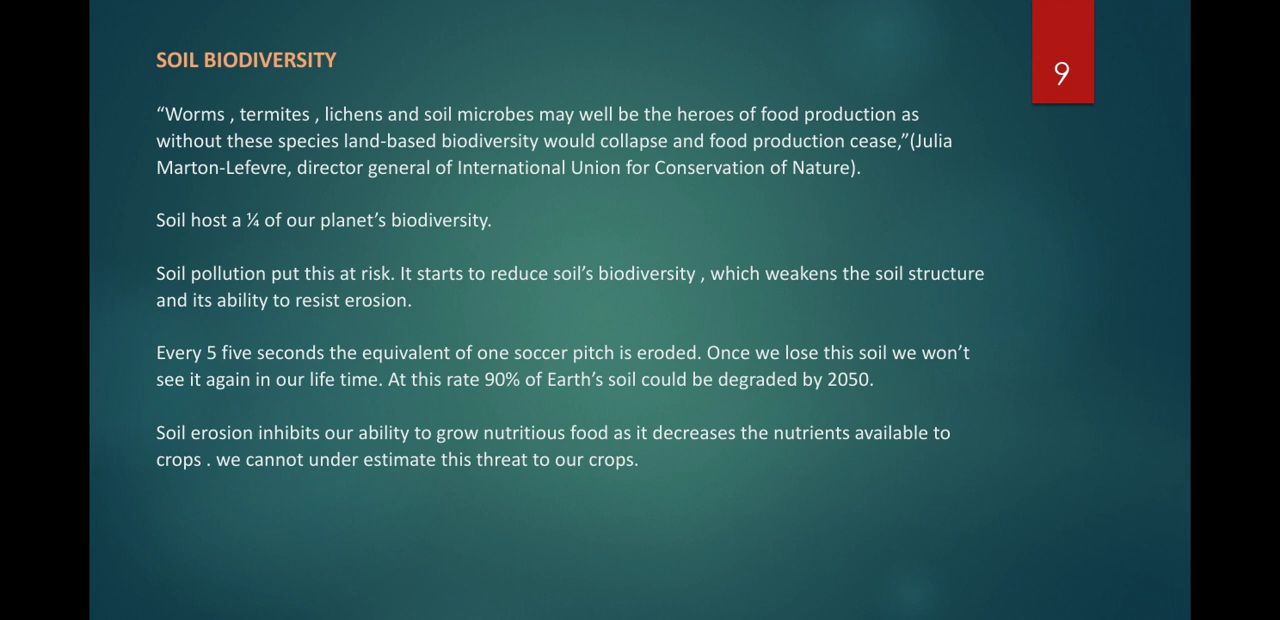 SOIL BIODIVERSITY
9
“Worms , termites , lichens and soil microbes may well be the heroes of food production as
without these species land-based biodiversity would collapse and food production cease,”(Julia
Marton-Lefevre, director general of International Union for Conservation of Nature).
Soil host a ¼ of our planet’s biodiversity.
Soil pollution put this at risk. It starts to reduce soil’s biodiversity , which weakens the soil structure
and its ability to resist erosion.
Every 5 five seconds the equivalent of one soccer pitch is eroded. Once we lose this soil we won’t
see it again in our life time. At this rate 90% of Earth’s soil could be degraded by 2050.
Soil erosion inhibits our ability to grow nutritious food as it decreases the nutrients available to
crops . we cannot under estimate this threat to our crops.